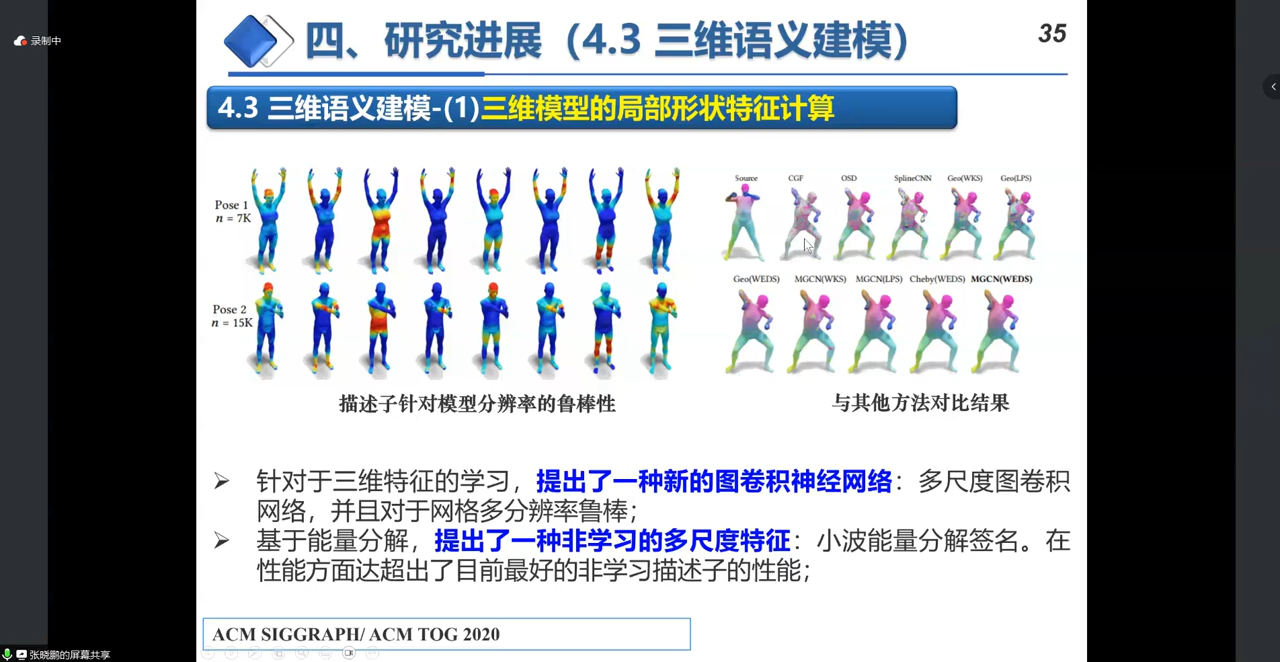 录制中
四、研究进展（4.3 三维语义建模）
35
4.3 三维语义建模-(1)三维模型的局部形状特征计算
Pose 1
n = 7K
Pose 2
n = 15K
描述子针对模型分辨率的鲁棒性
Source CGF OSD SplineCNN Geo(WKS) Geo(LPS)
Geo(WEDS) MGCN(WKS) MGCN(LPS) Cheby(WEDS) MGCN(WEDS)
与其他方法对比结果
针对于三维特征的学习，提出了一种新的图卷积神经网络：多尺度图卷积
网络，并且对于网格多分辨率鲁棒；
基于能量分解，提出了一种非学习的多尺度特征：小波能量分解签名。在
性能方面达超出了目前最好的非学习描述子的性能；
ACM SIGGRAPH/ ACM TOG 2020
张晓鹏的屏幕共享